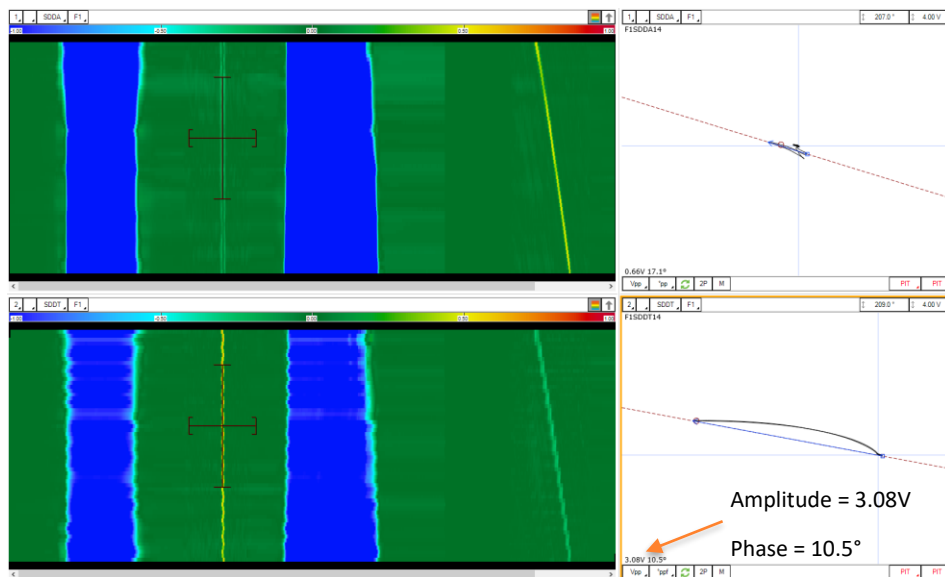 1 SDDA F1
-1.00 -0.50 0.00 0.50 1.00
1 SDDA F1 207.0° 4.00 V
F1SDDA14
0.66V 17.1°
Vpp °pp 2P M PIT PIT
2 SDDT F1
-1.00 -0.50 0.00 0.50 1.00
2 SDDT F1 209.0° 4.00 V
F1SDDT14
Amplitude = 3.08V
Phase = 10.5°
3.08V 10.5°
Vpp °ppf 2P M PIT PIT